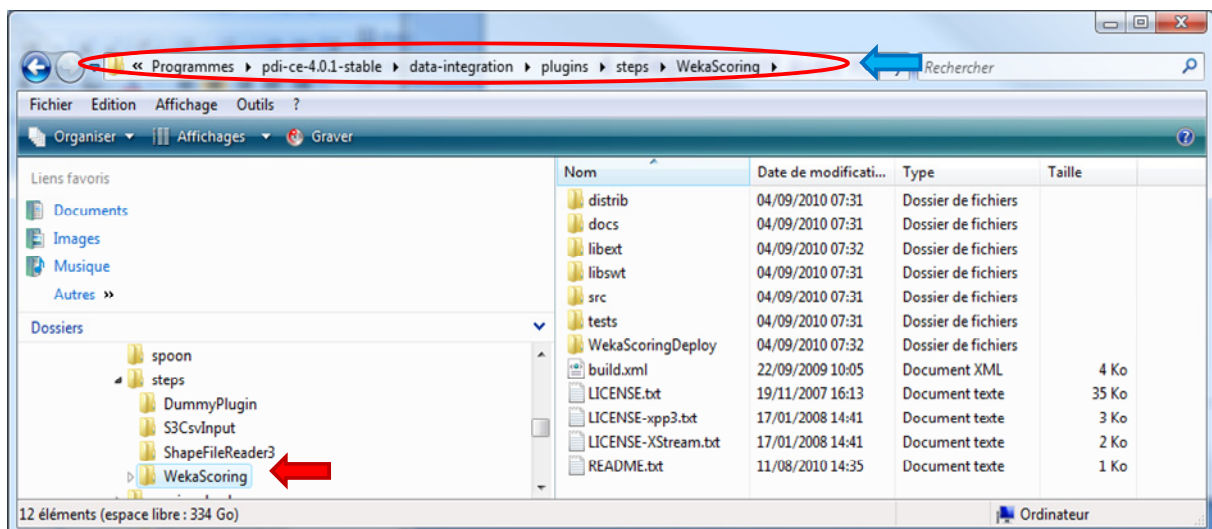 « Programmes ▸ pdi-ce-4.0.1-stable ▸ data-integration ▸ plugins ▸ steps ▸ WekaScoring ▸ Rechercher
Fichier Edition Affichage Outils ?
Organiser Affichages Graver
Liens favoris
Documents
Images
Musique
Autres »
Dossiers
spoon
steps
DummyPlugin
S3CsvInput
ShapeFileReader3
WekaScoring
Nom Date de modificati... Type Taille
distrib 04/09/2010 07:31 Dossier de fichiers
docs 04/09/2010 07:31 Dossier de fichiers
libext 04/09/2010 07:32 Dossier de fichiers
libswt 04/09/2010 07:31 Dossier de fichiers
src 04/09/2010 07:31 Dossier de fichiers
tests 04/09/2010 07:31 Dossier de fichiers
WekaScoringDeploy 04/09/2010 07:32 Dossier de fichiers
build.xml 22/09/2009 10:05 Document XML 4 Ko
LICENSE.txt 19/11/2007 16:13 Document texte 35 Ko
LICENSE-xpp3.txt 17/01/2008 14:41 Document texte 3 Ko
LICENSE-XStream.txt 17/01/2008 14:41 Document texte 2 Ko
README.txt 11/08/2010 14:35 Document texte 1 Ko
12 éléments (espace libre : 334 Go) Ordinateur